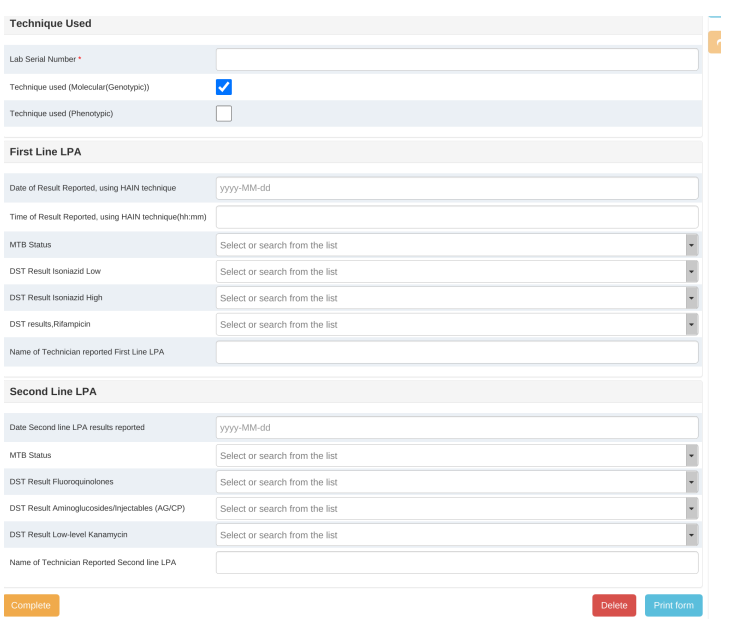 Technique Used
Lab Serial Number *
Technique used (Molecular(Genotypic))
Technique used (Phenotypic)
First Line LPA
Date of Result Reported, using HAIN technique yyyy-MM-dd
Time of Result Reported, using HAIN technique(hh:mm)
MTB Status Select or search from the list
DST Result Isoniazid Low Select or search from the list
DST Result Isoniazid High Select or search from the list
DST results,Rifampicin Select or search from the list
Name of Technician reported First Line LPA
Second Line LPA
Date Second line LPA results reported yyyy-MM-dd
MTB Status Select or search from the list
DST Result Fluoroquinolones Select or search from the list
DST Result Aminoglucosides/Injectables (AG/CP) Select or search from the list
DST Result Low-level Kanamycin Select or search from the list
Name of Technician Reported Second line LPA
Complete Delete Print form